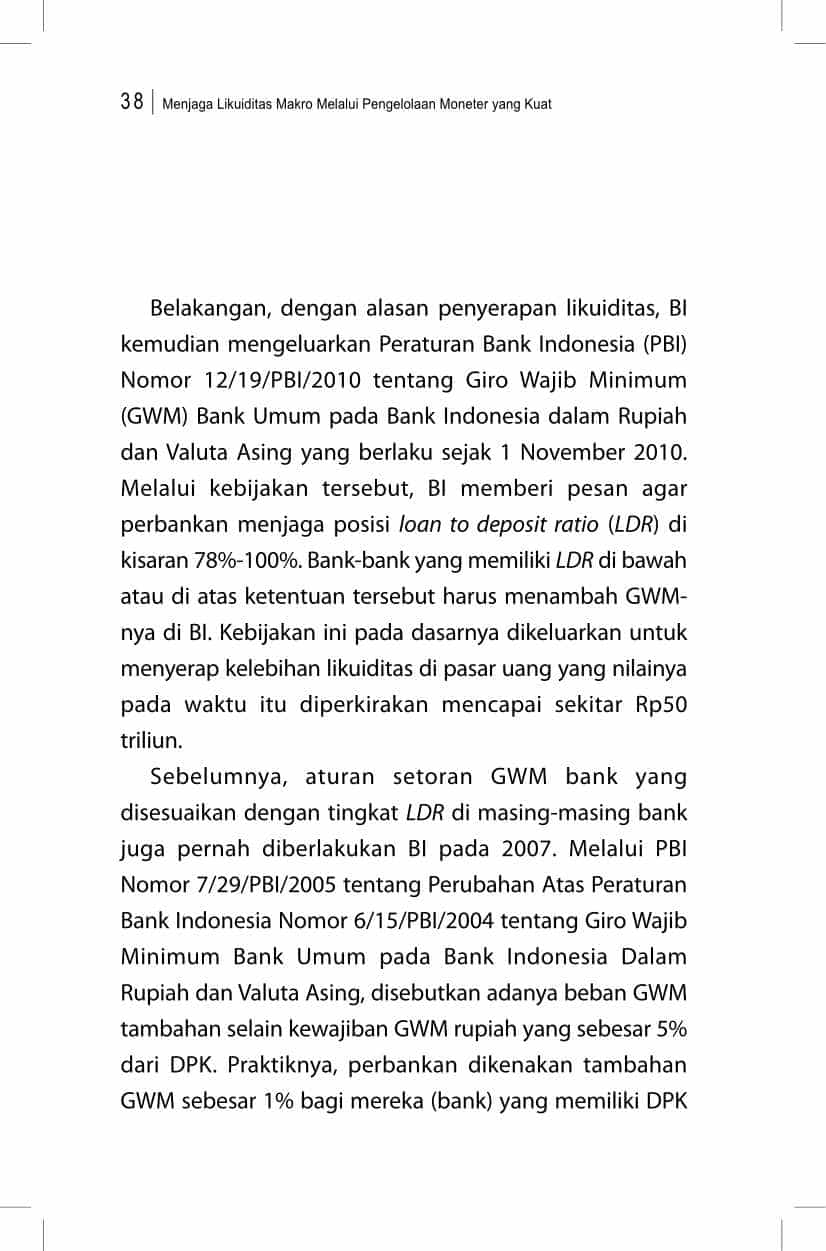 38 Menjaga Likuiditas Makro Melalui Pengelolaan Moneter yang Kuat
Belakangan, dengan alasan penyerapan likuiditas, BI
kemudian mengeluarkan Peraturan Bank Indonesia (PBI)
Nomor 12/19/PBI/2010 tentang Giro Wajib Minimum
(GWM) Bank Umum pada Bank Indonesia dalam Rupiah
dan Valuta Asing yang berlaku sejak 1 November 2010.
Melalui kebijakan tersebut, BI memberi pesan agar
perbankan menjaga posisi loan to deposit ratio (LDR) di
kisaran 78%-100%. Bank-bank yang memiliki LDR di bawah
atau di atas ketentuan tersebut harus menambah GWM-
nya di BI. Kebijakan ini pada dasarnya dikeluarkan untuk
menyerap kelebihan likuiditas di pasar uang yang nilainya
pada waktu itu diperkirakan mencapai sekitar Rp50
triliun.
Sebelumnya, aturan setoran GWM bank yang
disesuaikan dengan tingkat LDR di masing-masing bank
juga pernah diberlakukan BI pada 2007. Melalui PBI
Nomor 7/29/PBI/2005 tentang Perubahan Atas Peraturan
Bank Indonesia Nomor 6/15/PBI/2004 tentang Giro Wajib
Minimum Bank Umum pada Bank Indonesia Dalam
Rupiah dan Valuta Asing, disebutkan adanya beban GWM
tambahan selain kewajiban GWM rupiah yang sebesar 5%
dari DPK. Praktiknya, perbankan dikenakan tambahan
GWM sebesar 1% bagi mereka (bank) yang memiliki DPK